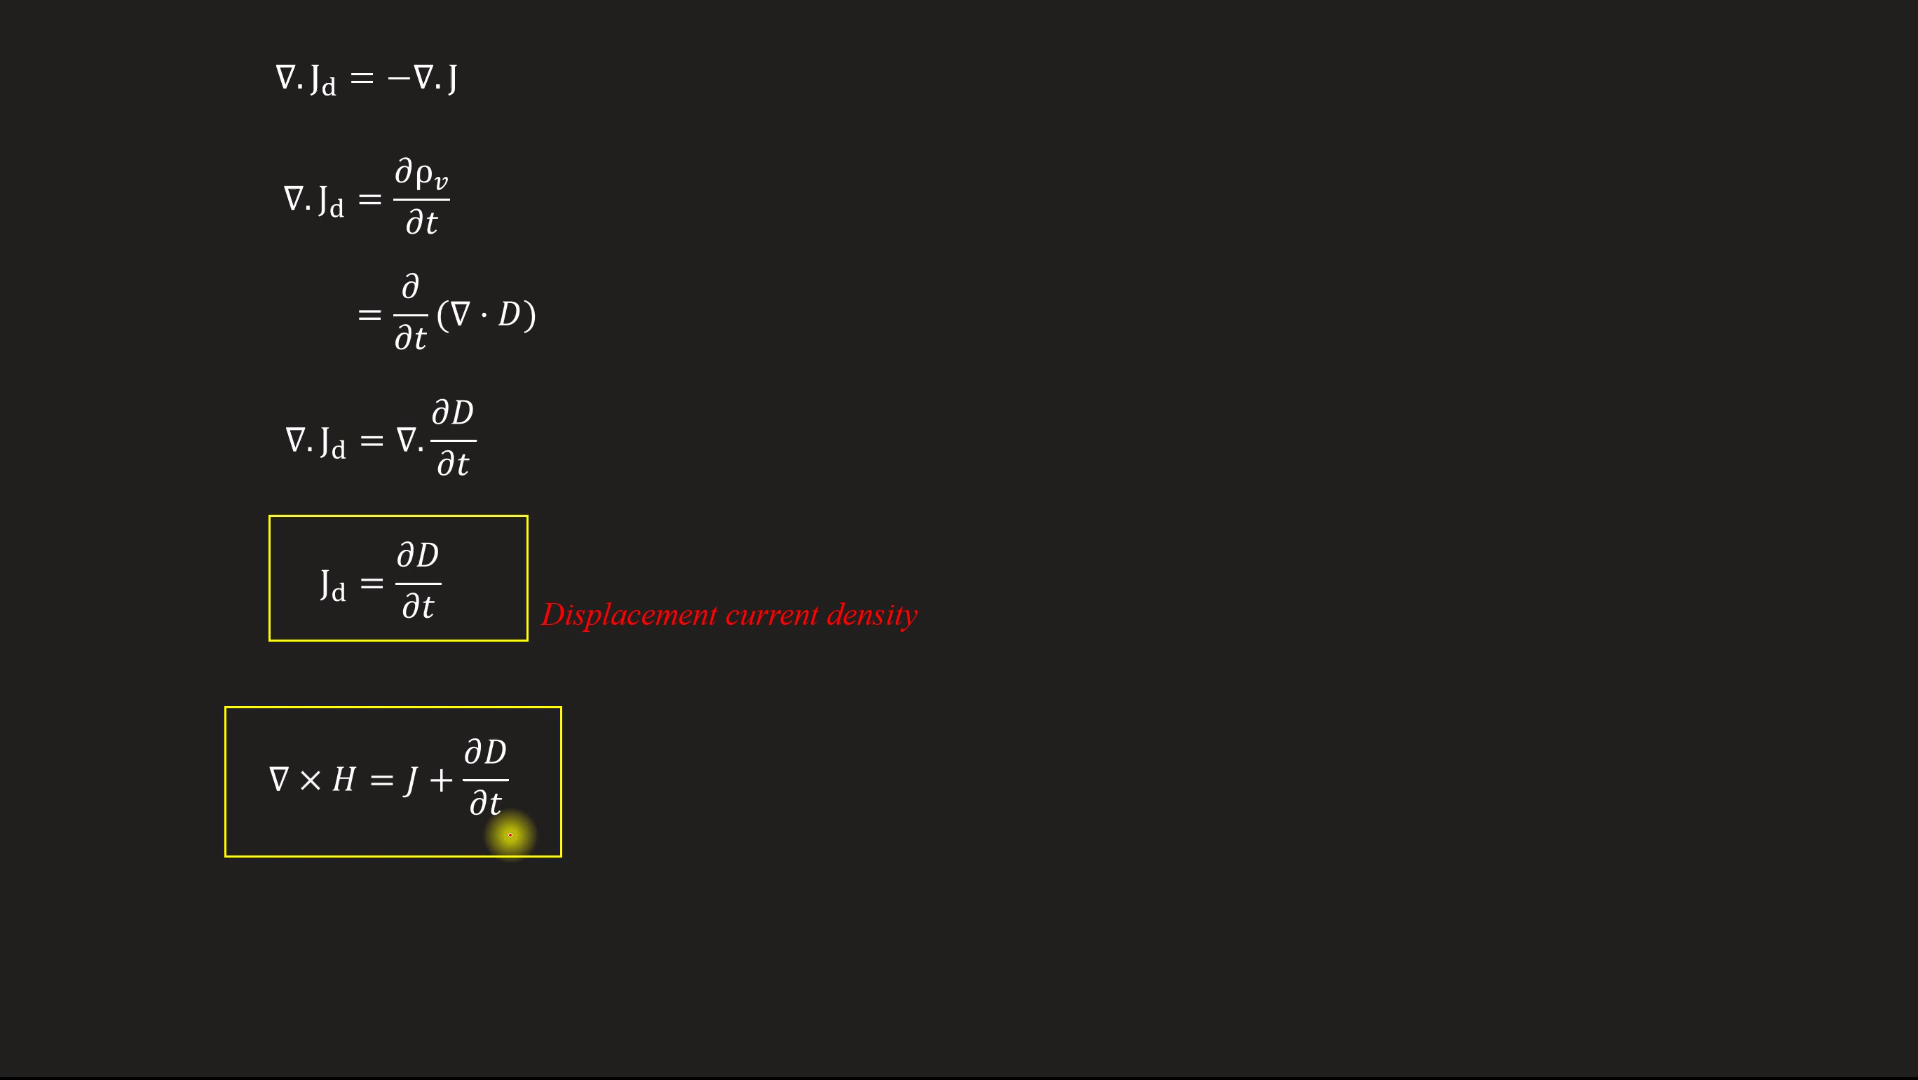 ∇. J_d = −∇. J
∇. J_d = ∂ρ_v/∂t
= ∂/∂t (∇ · D)
∇. J_d = ∇. ∂D/∂t
J_d = ∂D/∂t
Displacement current density
∇ × H = J + ∂D/∂t